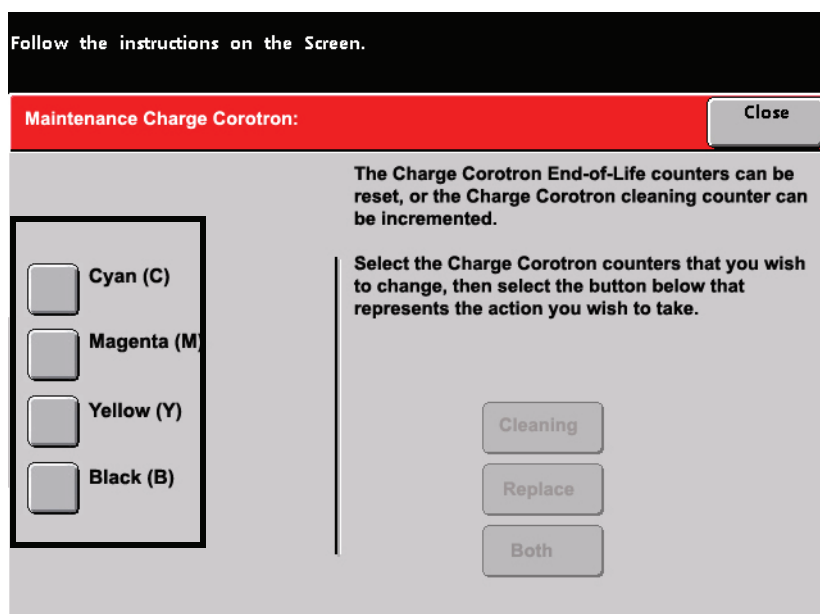 Follow the instructions on the Screen.
Maintenance Charge Corotron:
Close
The Charge Corotron End-of-Life counters can be
reset, or the Charge Corotron cleaning counter can
be incremented.
Select the Charge Corotron counters that you wish
to change, then select the button below that
represents the action you wish to take.
Cyan (C)
Magenta (M)
Yellow (Y)
Black (B)
Cleaning
Replace
Both